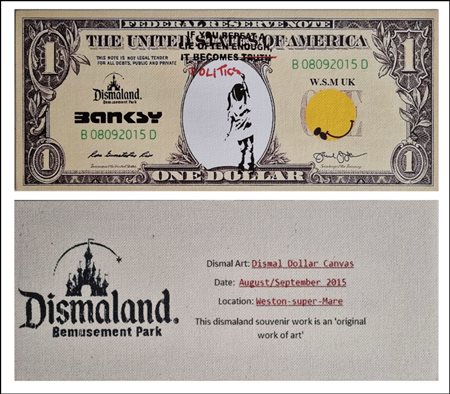 FEDERAL RESERVE NOTE
THE UNITED STATES OF AMERICA
IF YOU REPEAT A
LIE OFTEN ENOUGH,
IT BECOMES TRUTH
POLITICS
THIS NOTE IS NOT LEGAL TENDER
FOR ALL DEBTS, PUBLIC AND PRIVATE
B 08092015 D
W.S.M UK
Dismaland.
Bemusement Park
BANKSY
B 08092015 D
ONE DOLLAR
1
1
1
1
Dismaland.
Bemusement Park
Dismal Art: Dismal Dollar Canvas
Date: August/September 2015
Location: Weston-super-Mare
This dismaland souvenir work is an 'original
work of art'